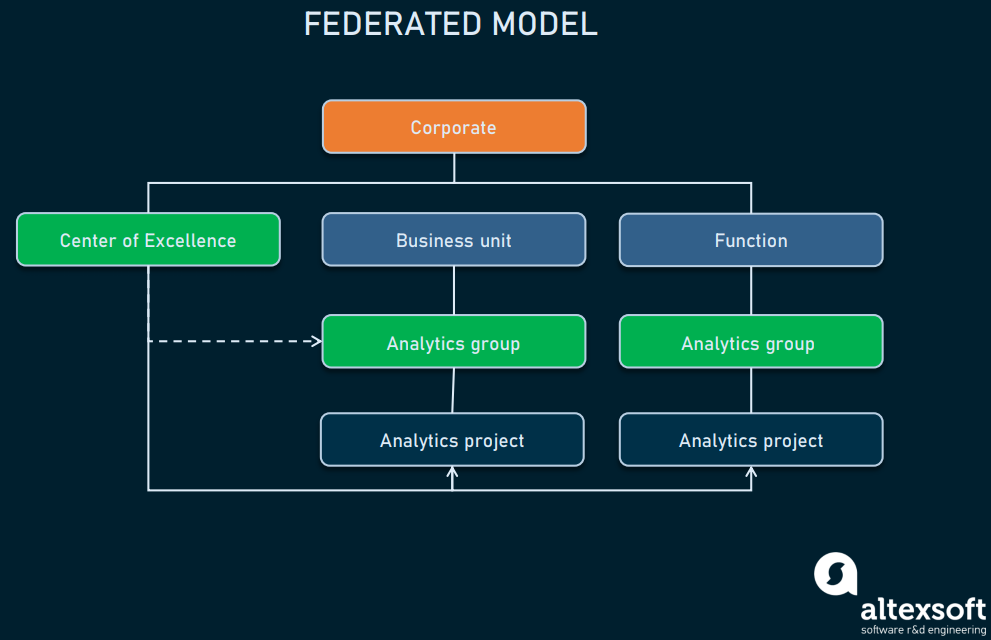 FEDERATED MODEL
Corporate
Center of Excellence
Business unit
Function
Analytics group
Analytics group
Analytics project
Analytics project
altexsoft
software r&d engineering